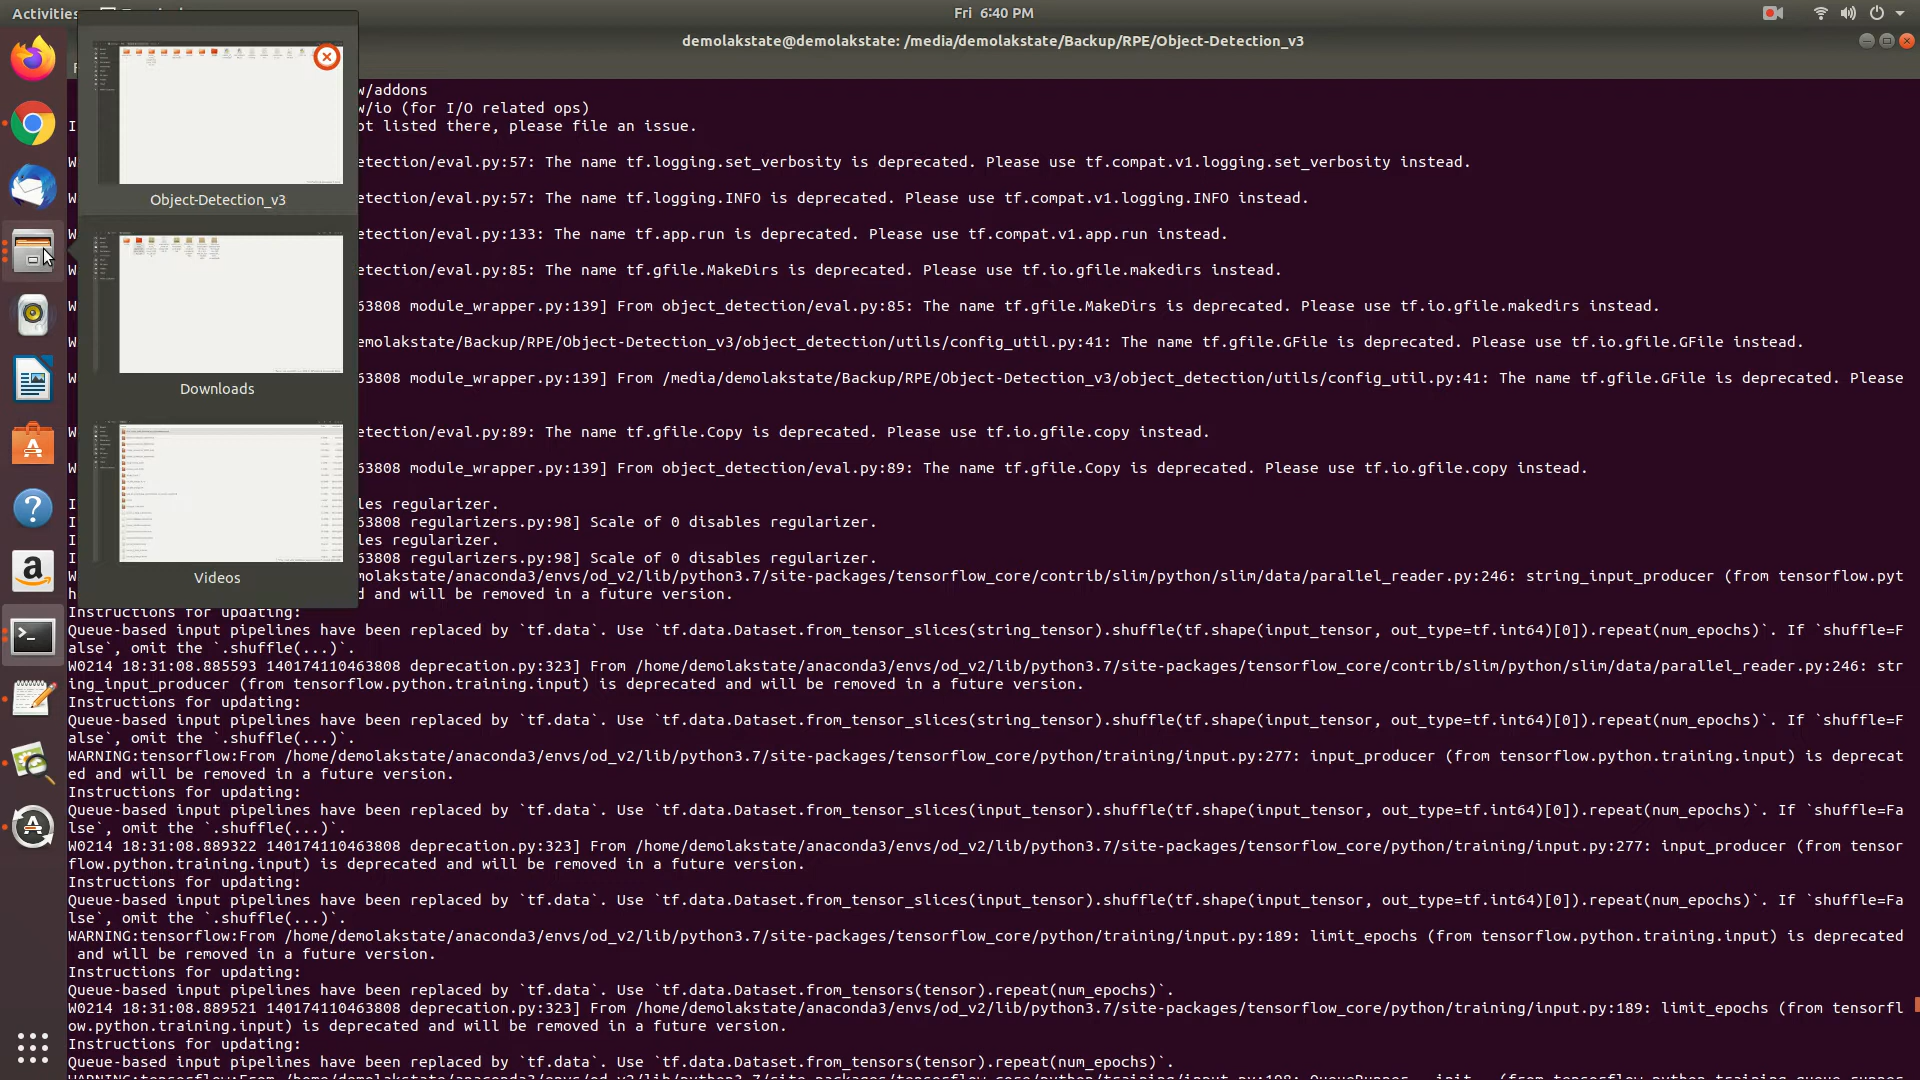 Activities
Fri 6:40 PM
demolakstate@demolakstate: /media/demolakstate/Backup/RPE/Object-Detection_v3
Object-Detection_v3
Downloads
Videos
w/addons
w/io (for I/O related ops)
I ot listed there, please file an issue.
W etection/eval.py:57: The name tf.logging.set_verbosity is deprecated. Please use tf.compat.v1.logging.set_verbosity instead.
W etection/eval.py:57: The name tf.logging.INFO is deprecated. Please use tf.compat.v1.logging.INFO instead.
W etection/eval.py:133: The name tf.app.run is deprecated. Please use tf.compat.v1.app.run instead.
W etection/eval.py:85: The name tf.gfile.MakeDirs is deprecated. Please use tf.io.gfile.makedirs instead.
W 63808 module_wrapper.py:139] From object_detection/eval.py:85: The name tf.gfile.MakeDirs is deprecated. Please use tf.io.gfile.makedirs instead.
W emolakstate/Backup/RPE/Object-Detection_v3/object_detection/utils/config_util.py:41: The name tf.gfile.GFile is deprecated. Please use tf.io.gfile.GFile instead.
W 63808 module_wrapper.py:139] From /media/demolakstate/Backup/RPE/Object-Detection_v3/object_detection/utils/config_util.py:41: The name tf.gfile.GFile is deprecated. Please
W etection/eval.py:89: The name tf.gfile.Copy is deprecated. Please use tf.io.gfile.copy instead.
W 63808 module_wrapper.py:139] From object_detection/eval.py:89: The name tf.gfile.Copy is deprecated. Please use tf.io.gfile.copy instead.
I les regularizer.
I 63808 regularizers.py:98] Scale of 0 disables regularizer.
I les regularizer.
I 63808 regularizers.py:98] Scale of 0 disables regularizer.
W molakstate/anaconda3/envs/od_v2/lib/python3.7/site-packages/tensorflow_core/contrib/slim/python/slim/data/parallel_reader.py:246: string_input_producer (from tensorflow.pyt
h d and will be removed in a future version.
Instructions for updating:
Queue-based input pipelines have been replaced by `tf.data`. Use `tf.data.Dataset.from_tensor_slices(string_tensor).shuffle(tf.shape(input_tensor, out_type=tf.int64)[0]).repeat(num_epochs)`. If `shuffle=F
alse`, omit the `.shuffle(...)`.
W0214 18:31:08.885593 140174110463808 deprecation.py:323] From /home/demolakstate/anaconda3/envs/od_v2/lib/python3.7/site-packages/tensorflow_core/contrib/slim/python/slim/data/parallel_reader.py:246: str
ing_input_producer (from tensorflow.python.training.input) is deprecated and will be removed in a future version.
Instructions for updating:
Queue-based input pipelines have been replaced by `tf.data`. Use `tf.data.Dataset.from_tensor_slices(string_tensor).shuffle(tf.shape(input_tensor, out_type=tf.int64)[0]).repeat(num_epochs)`. If `shuffle=F
alse`, omit the `.shuffle(...)`.
WARNING:tensorflow:From /home/demolakstate/anaconda3/envs/od_v2/lib/python3.7/site-packages/tensorflow_core/python/training/input.py:277: input_producer (from tensorflow.python.training.input) is deprecat
ed and will be removed in a future version.
Instructions for updating:
Queue-based input pipelines have been replaced by `tf.data`. Use `tf.data.Dataset.from_tensor_slices(input_tensor).shuffle(tf.shape(input_tensor, out_type=tf.int64)[0]).repeat(num_epochs)`. If `shuffle=Fa
lse`, omit the `.shuffle(...)`.
W0214 18:31:08.889322 140174110463808 deprecation.py:323] From /home/demolakstate/anaconda3/envs/od_v2/lib/python3.7/site-packages/tensorflow_core/python/training/input.py:277: input_producer (from tensor
flow.python.training.input) is deprecated and will be removed in a future version.
Instructions for updating:
Queue-based input pipelines have been replaced by `tf.data`. Use `tf.data.Dataset.from_tensor_slices(input_tensor).shuffle(tf.shape(input_tensor, out_type=tf.int64)[0]).repeat(num_epochs)`. If `shuffle=Fa
lse`, omit the `.shuffle(...)`.
WARNING:tensorflow:From /home/demolakstate/anaconda3/envs/od_v2/lib/python3.7/site-packages/tensorflow_core/python/training/input.py:189: limit_epochs (from tensorflow.python.training.input) is deprecated
and will be removed in a future version.
Instructions for updating:
Queue-based input pipelines have been replaced by `tf.data`. Use `tf.data.Dataset.from_tensors(tensor).repeat(num_epochs)`.
W0214 18:31:08.889521 140174110463808 deprecation.py:323] From /home/demolakstate/anaconda3/envs/od_v2/lib/python3.7/site-packages/tensorflow_core/python/training/input.py:189: limit_epochs (from tensorfl
ow.python.training.input) is deprecated and will be removed in a future version.
Instructions for updating:
Queue-based input pipelines have been replaced by `tf.data`. Use `tf.data.Dataset.from_tensors(tensor).repeat(num_epochs)`.